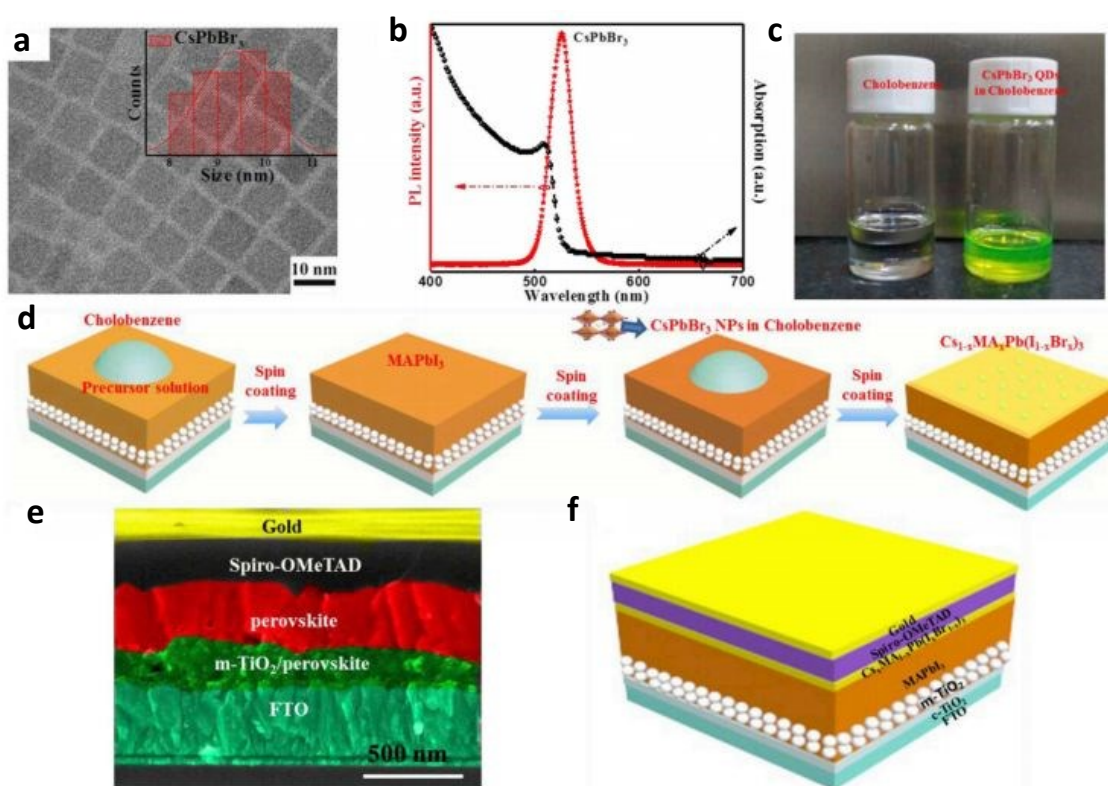 a
CsPbBr₃
Counts
8 9 10 11
Size (nm)
10 nm
b
CsPbBr₃
PL intensity (a.u.)
Absorption (a.u.)
400 500 600 700
Wavelength (nm)
c
Cholobenzene
CsPbBr₃ QDs
in Cholobenzene
d
Cholobenzene
Precursor solution
Spin
coating
MAPbI₃
Spin
coating
CsPbBr₃ NPs in Cholobenzene
Spin
coating
Cs₁₋ₓMAₓPb(I₁₋ₓBrₓ)₃
e
Gold
Spiro-OMeTAD
perovskite
m-TiO₂/perovskite
FTO
500 nm
f
Gold
Spiro-OMeTAD
CsₓMA₁₋ₓPb(IₓBr₁₋ₓ)₃
MAPbI₃
m-TiO₂
c-TiO₂
FTO